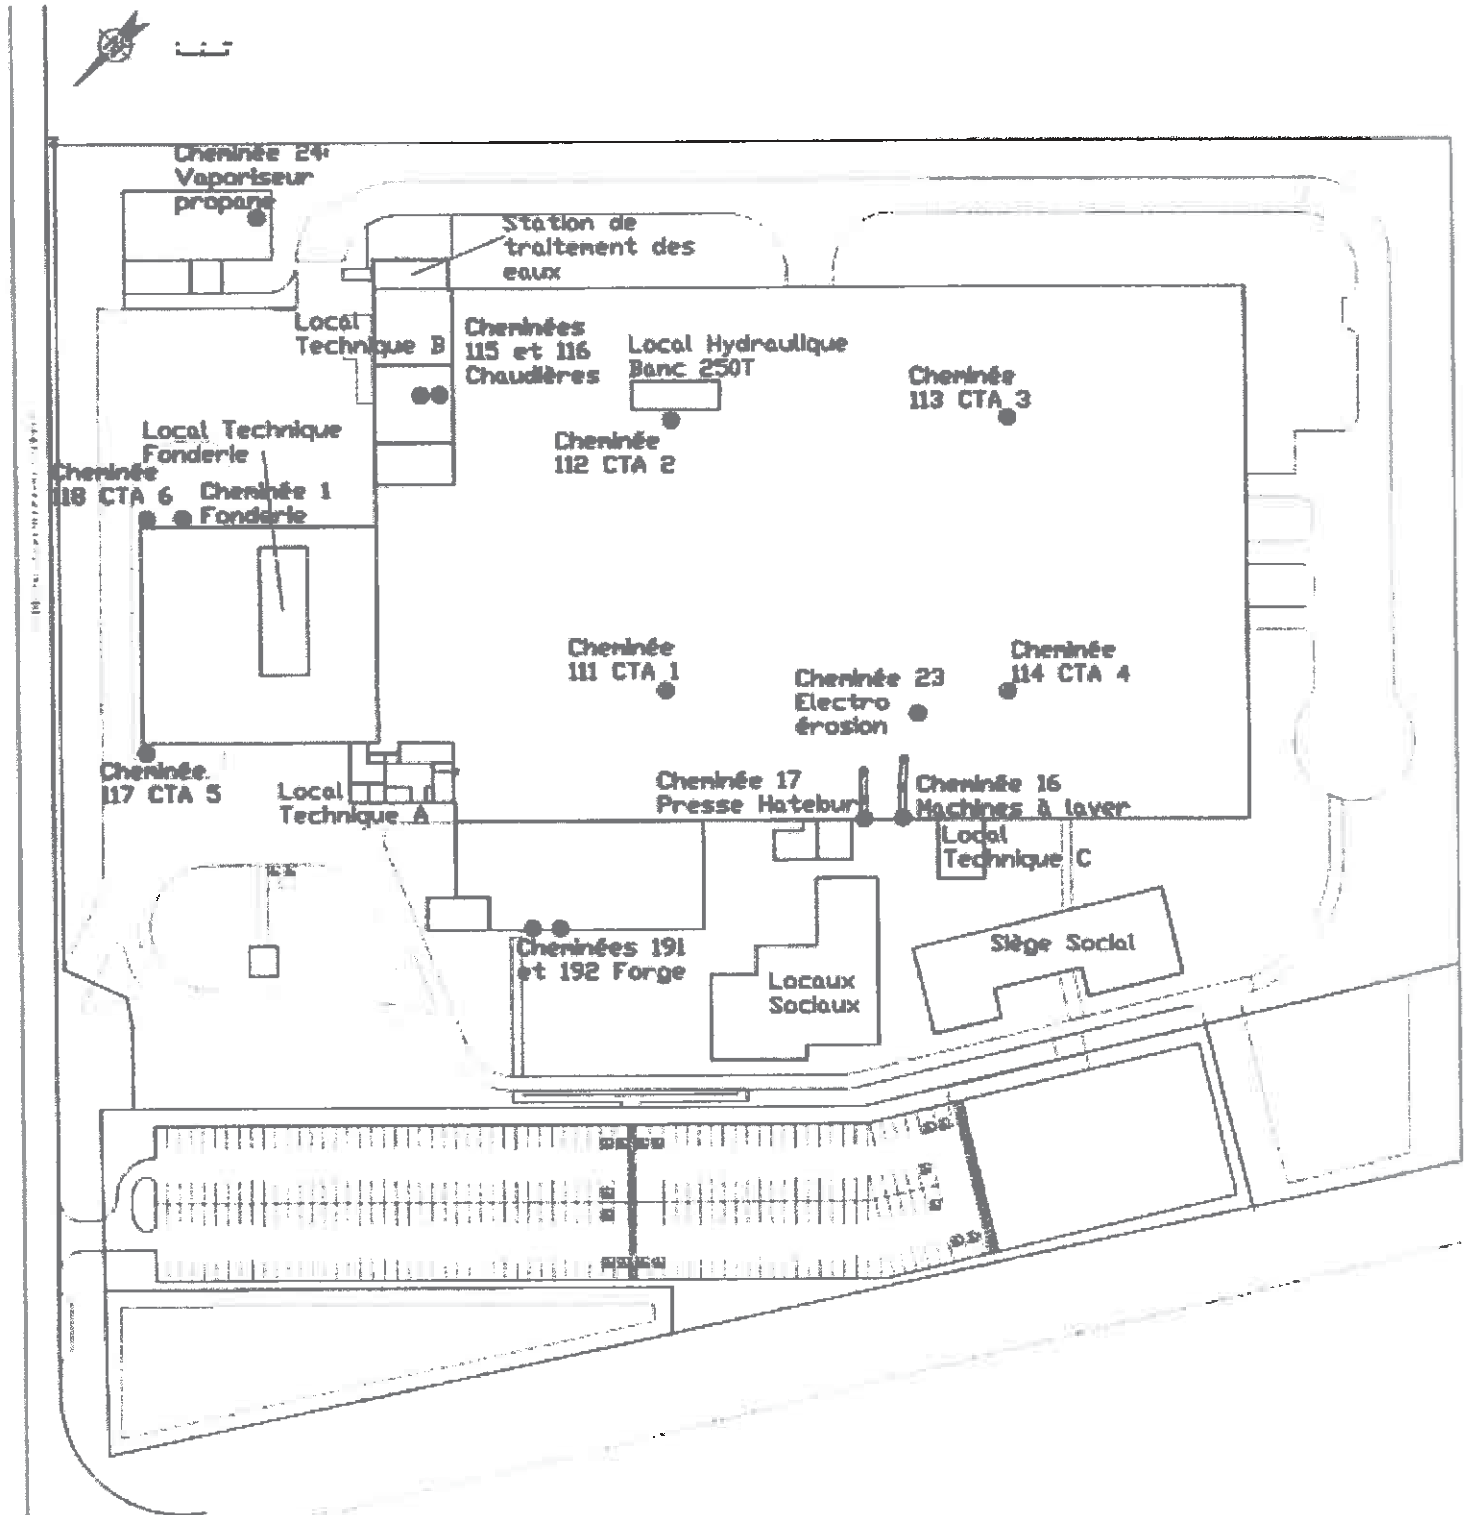 Cheminée 24:
Vaporiseur
propane
Station de
traitement des
eaux
Local
Technique B
Cheminées
115 et 116
Chaudières
Local Hydraulique
Banc 250T
Cheminée
113 CTA 3
Cheminée
112 CTA 2
Local Technique
Fonderie
Cheminée
118 CTA 6
Cheminée 1
Fonderie
Cheminée
111 CTA 1
Cheminée
114 CTA 4
Cheminée 23
Electro
érosion
Cheminée
117 CTA 5
Local
Technique A
Cheminée 17
Presse Hatebur
Cheminée 16
Machines à laver
Local
Technique C
Cheminées 191
et 192 Forge
Siège Social
Locaux
Sociaux